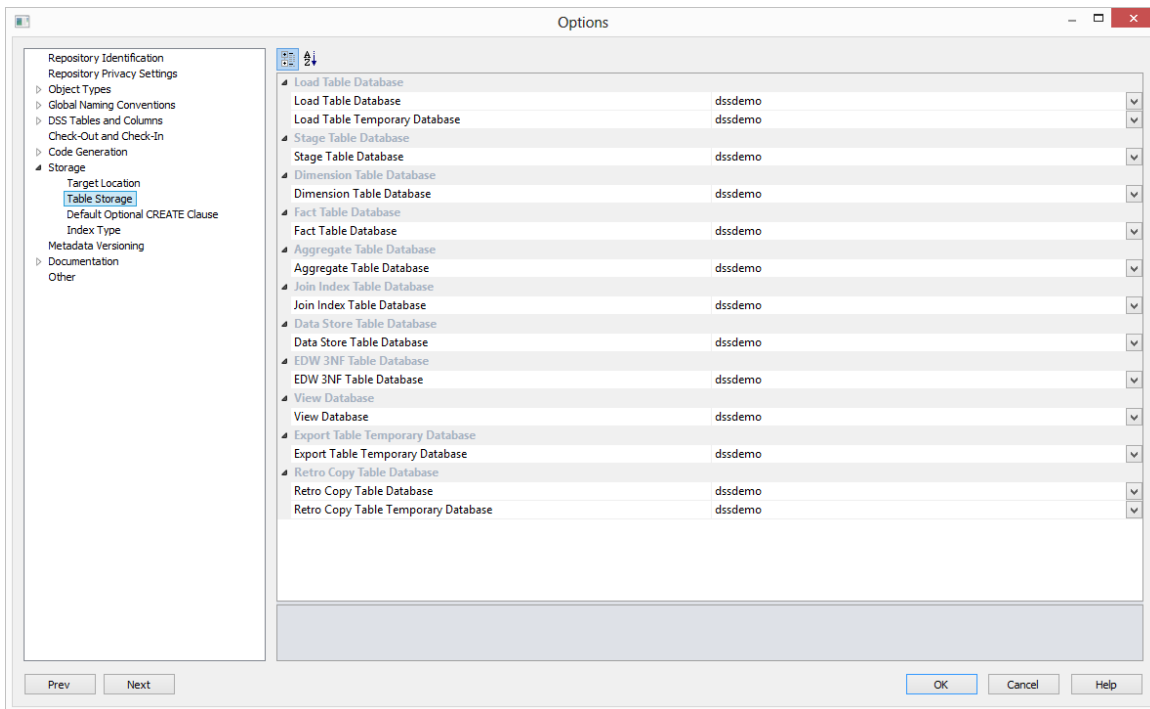 Options
Repository Identification
Repository Privacy Settings
Object Types
Global Naming Conventions
DSS Tables and Columns
Check-Out and Check-In
Code Generation
Storage
Target Location
Table Storage
Default Optional CREATE Clause
Index Type
Metadata Versioning
Documentation
Other
Load Table Database
Load Table Database dssdemo
Load Table Temporary Database dssdemo
Stage Table Database
Stage Table Database dssdemo
Dimension Table Database
Dimension Table Database dssdemo
Fact Table Database
Fact Table Database dssdemo
Aggregate Table Database
Aggregate Table Database dssdemo
Join Index Table Database
Join Index Table Database dssdemo
Data Store Table Database
Data Store Table Database dssdemo
EDW 3NF Table Database
EDW 3NF Table Database dssdemo
View Database
View Database dssdemo
Export Table Temporary Database
Export Table Temporary Database dssdemo
Retro Copy Table Database
Retro Copy Table Database dssdemo
Retro Copy Table Temporary Database dssdemo
Prev Next OK Cancel Help